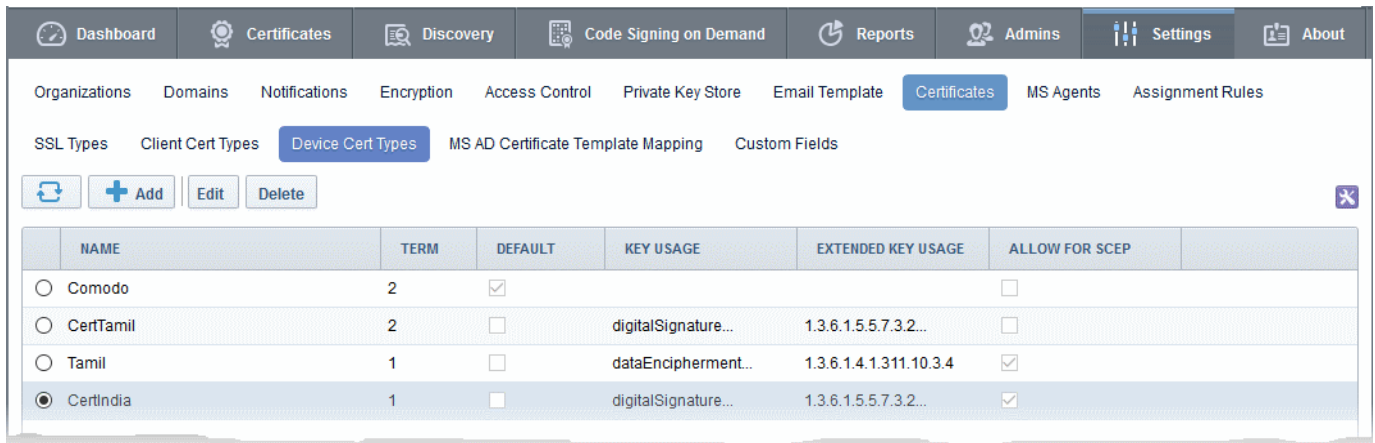 Dashboard Certificates Discovery Code Signing on Demand Reports Admins Settings About
Organizations Domains Notifications Encryption Access Control Private Key Store Email Template Certificates MS Agents Assignment Rules
SSL Types Client Cert Types Device Cert Types MS AD Certificate Template Mapping Custom Fields
Add Edit Delete
NAME TERM DEFAULT KEY USAGE EXTENDED KEY USAGE ALLOW FOR SCEP
Comodo 2
CertTamil 2 digitalSignature... 1.3.6.1.5.5.7.3.2...
Tamil 1 dataEncipherment... 1.3.6.1.4.1.311.10.3.4
CertIndia 1 digitalSignature... 1.3.6.1.5.5.7.3.2...